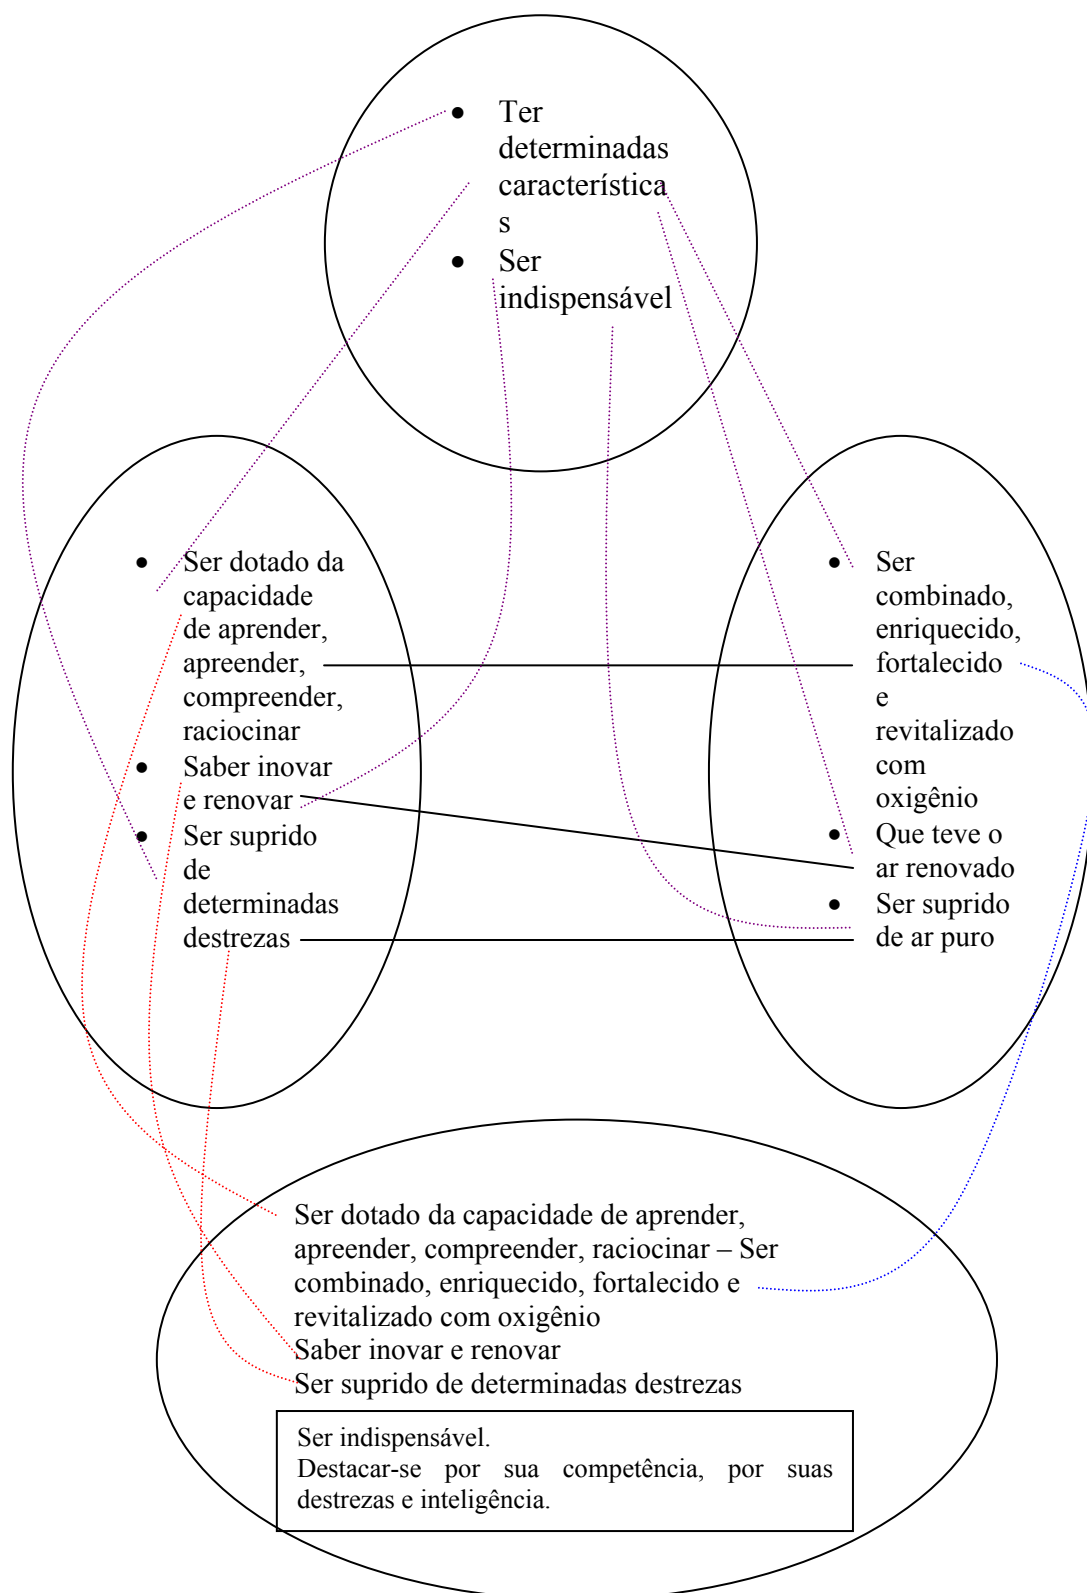 • Ter
determinadas
característica
s
• Ser
indispensável
• Ser dotado da
capacidade
de aprender,
apreender,
compreender,
raciocinar
• Saber inovar
e renovar
• Ser suprido
de
determinadas
destrezas
• Ser
combinado,
enriquecido,
fortalecido
e
revitalizado
com
oxigênio
• Que teve o
ar renovado
• Ser suprido
de ar puro
Ser dotado da capacidade de aprender,
apreender, compreender, raciocinar – Ser
combinado, enriquecido, fortalecido e
revitalizado com oxigênio
Saber inovar e renovar
Ser suprido de determinadas destrezas
Ser indispensável.
Destacar-se por sua competência, por suas
destrezas e inteligência.